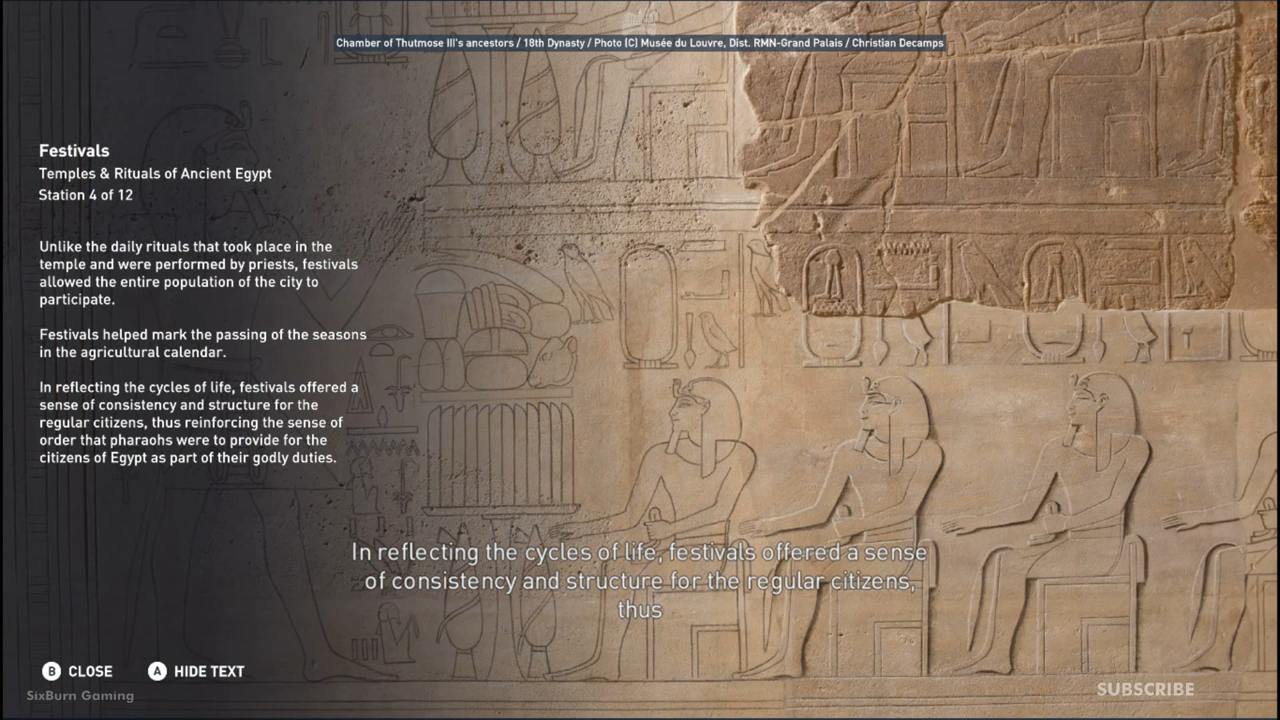 Chamber of Thutmose III's ancestors / 18th Dynasty / Photo (C) Musée du Louvre, Dist. RMN-Grand Palais / Christian Decamps
Festivals
Temples & Rituals of Ancient Egypt
Station 4 of 12
Unlike the daily rituals that took place in the
temple and were performed by priests, festivals
allowed the entire population of the city to
participate.
Festivals helped mark the passing of the seasons
in the agricultural calendar.
In reflecting the cycles of life, festivals offered a
sense of consistency and structure for the
regular citizens, thus reinforcing the sense of
order that pharaohs were to provide for the
citizens of Egypt as part of their godly duties.
In reflecting the cycles of life, festivals offered a sense
of consistency and structure for the regular citizens,
thus
B CLOSE A HIDE TEXT
SixBurn Gaming
SUBSCRIBE